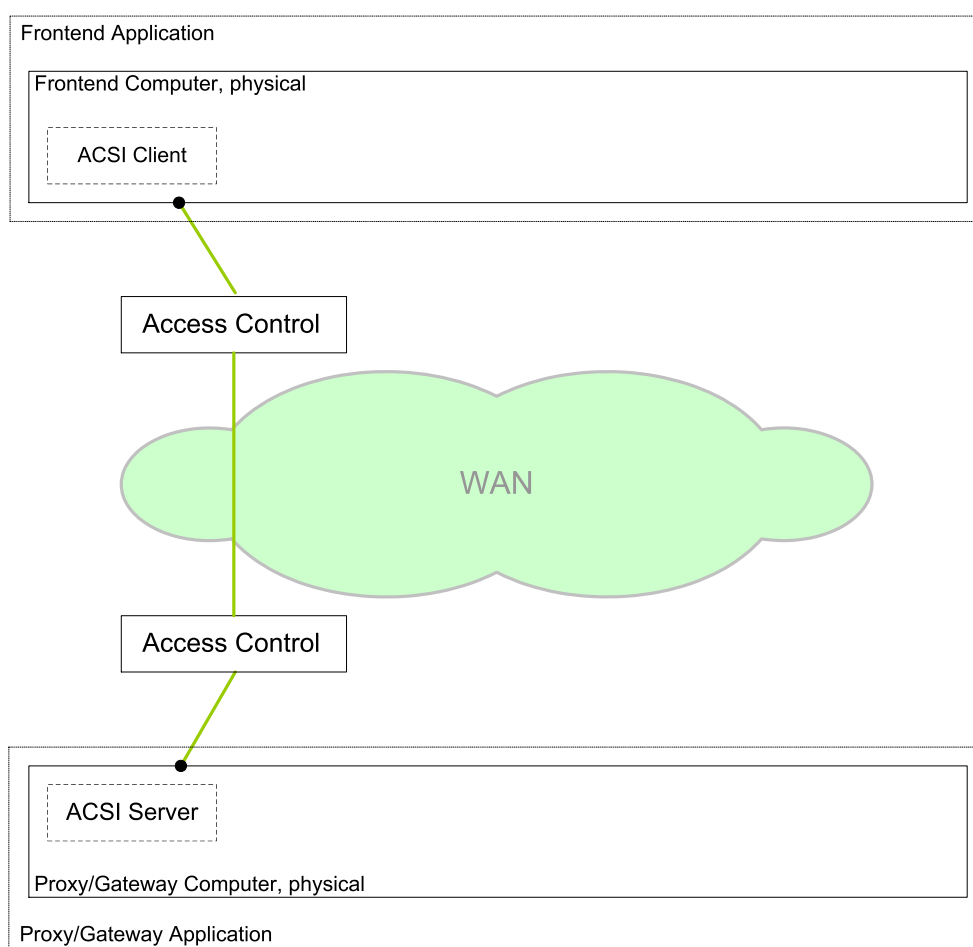 Frontend Application
Frontend Computer, physical
ACSI Client
Access Control
WAN
Access Control
ACSI Server
Proxy/Gateway Computer, physical
Proxy/Gateway Application